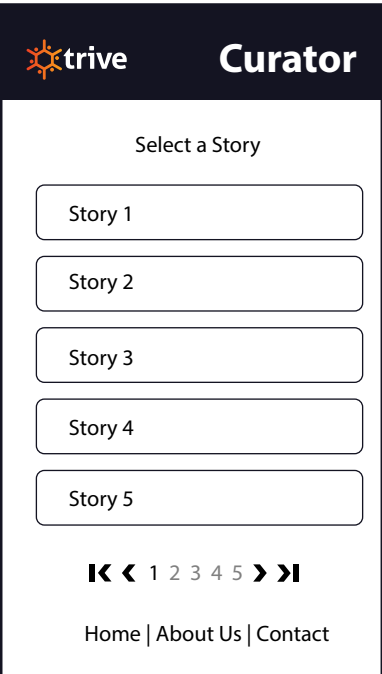 trive Curator
Select a Story
Story 1
Story 2
Story 3
Story 4
Story 5
1 2 3 4 5
Home | About Us | Contact